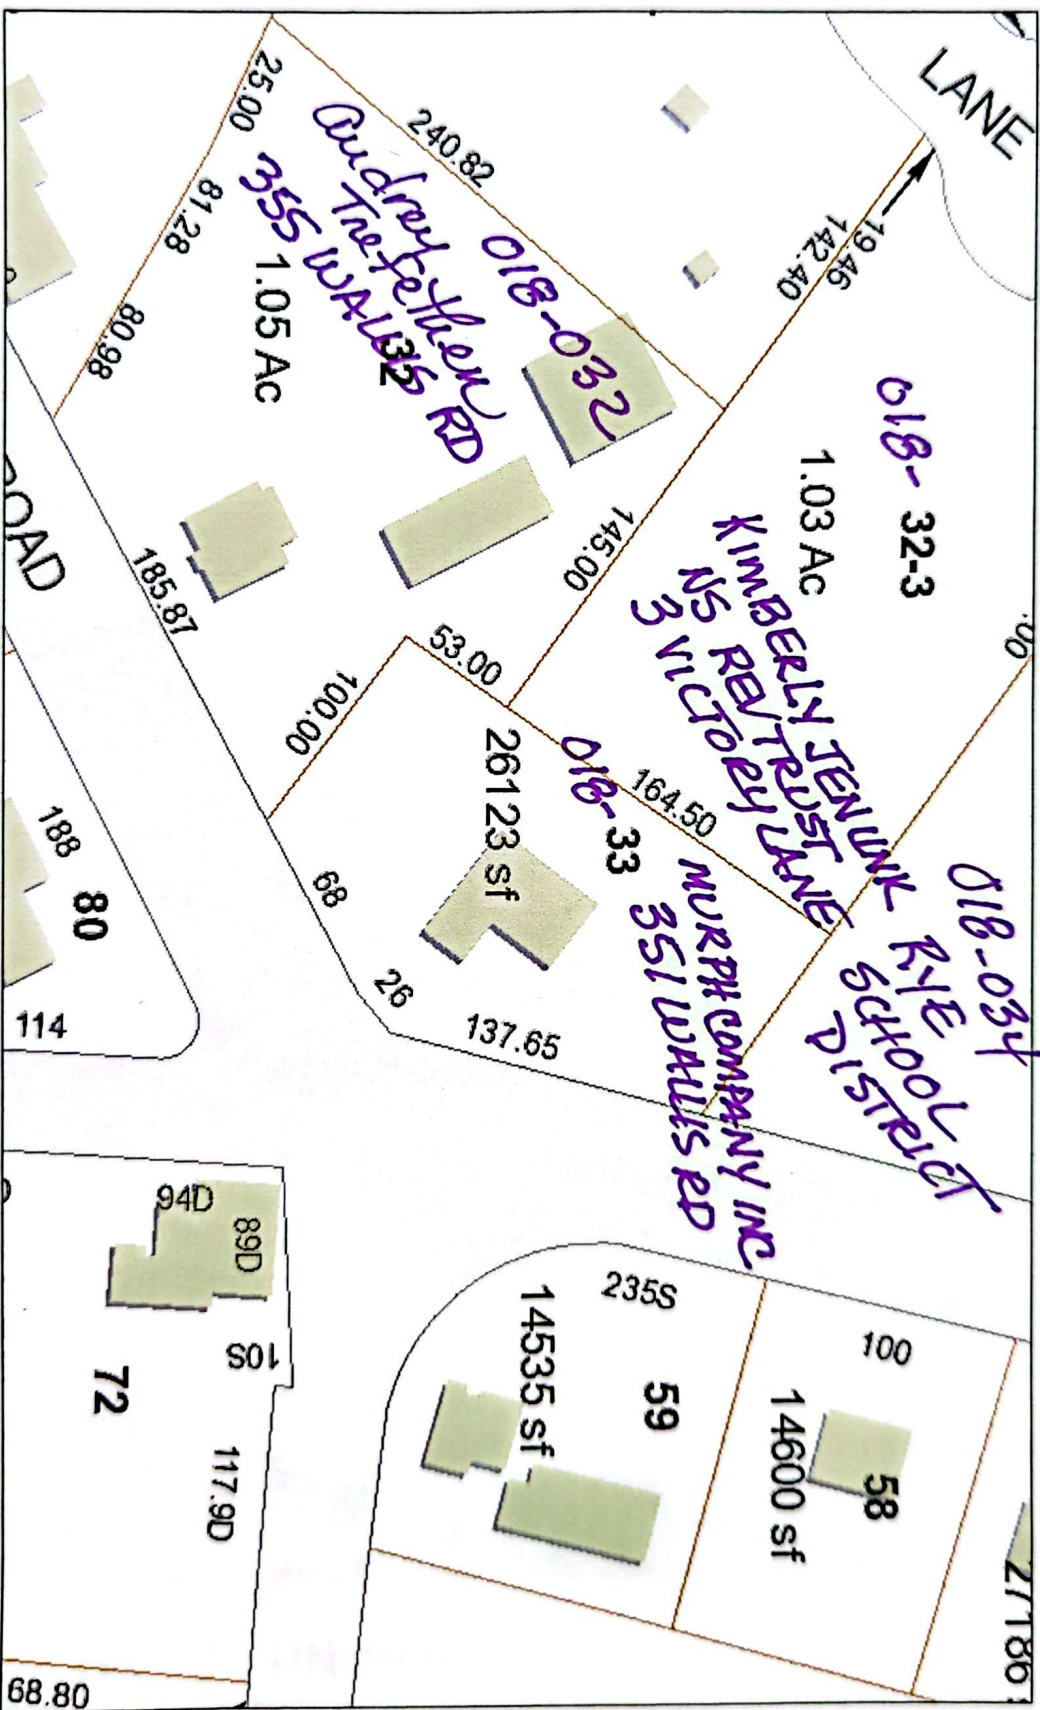 LANE
19.46
142.40
25.00
240.82
81.28
80.98
Audrey
Trefethen
355 WALLIS RD
32
1.05 Ac
018-032
018- 32-3
1.03 Ac
KIMBERLY JENWNK
NS REV TRUST
3 VICTORY LANE
.00
145.00
185.87
ROAD
53.00
100.00
164.50
26123 sf
018-33
MURPH COMPANY INC
351 WALLIS RD
018-034
RYE
SCHOOL
DISTRICT
68
26
137.65
188
80
114
94D
89D
10S
72
117.9D
68.80
235S
14535 sf
59
100
58
14600 sf
27186